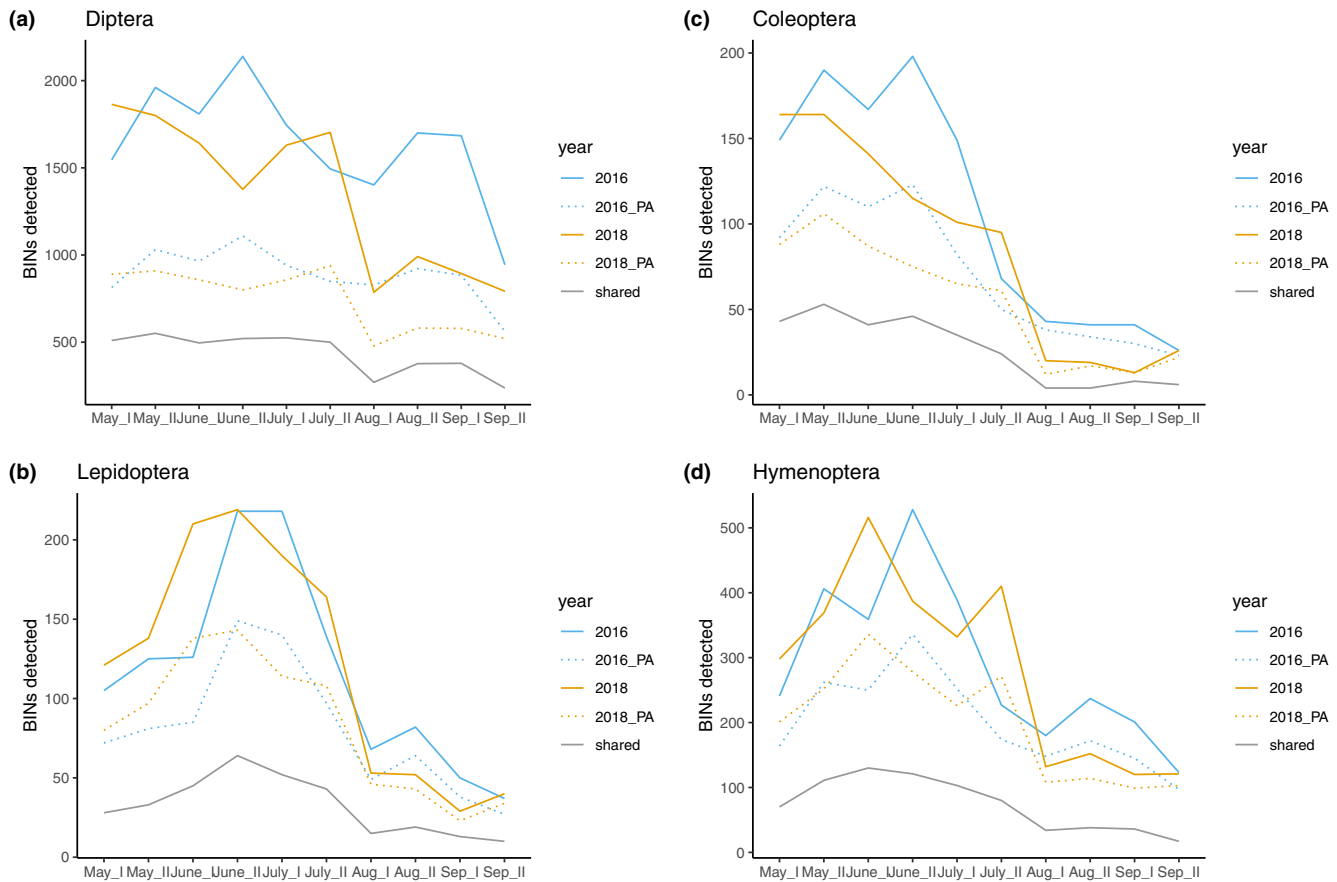 (a) Diptera
BINs detected
2000
1500
1000
500
May_I May_II June_I June_II July_I July_II Aug_I Aug_II Sep_I Sep_II
year
2016
2016_PA
2018
2018_PA
shared
(c) Coleoptera
BINs detected
200
150
100
50
0
May_I May_II June_I June_II July_I July_II Aug_I Aug_II Sep_I Sep_II
year
2016
2016_PA
2018
2018_PA
shared
(b) Lepidoptera
BINs detected
200
150
100
50
0
May_I May_II June_I June_II July_I July_II Aug_I Aug_II Sep_I Sep_II
year
2016
2016_PA
2018
2018_PA
shared
(d) Hymenoptera
BINs detected
500
400
300
200
100
0
May_I May_II June_I June_II July_I July_II Aug_I Aug_II Sep_I Sep_II
year
2016
2016_PA
2018
2018_PA
shared